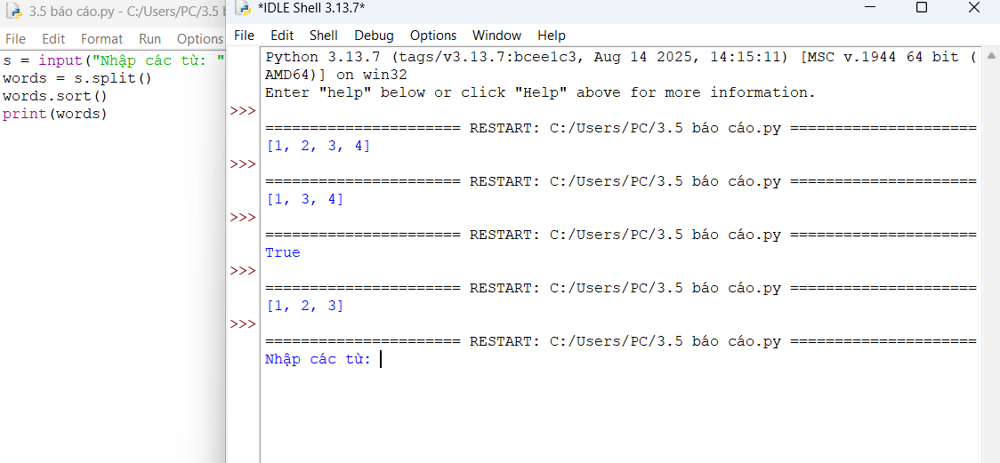 3.5 báo cáo.py - C:/Users/PC/3.5 b
File Edit Format Run Options
s = input("Nhập các từ: "
words = s.split()
words.sort()
print(words)
*IDLE Shell 3.13.7*
File Edit Shell Debug Options Window Help
Python 3.13.7 (tags/v3.13.7:bcee1c3, Aug 14 2025, 14:15:11) [MSC v.1944 64 bit (
AMD64)] on win32
Enter "help" below or click "Help" above for more information.
>>>
====================== RESTART: C:/Users/PC/3.5 báo cáo.py =====================
[1, 2, 3, 4]
>>>
====================== RESTART: C:/Users/PC/3.5 báo cáo.py =====================
[1, 3, 4]
>>>
====================== RESTART: C:/Users/PC/3.5 báo cáo.py =====================
True
>>>
====================== RESTART: C:/Users/PC/3.5 báo cáo.py =====================
[1, 2, 3]
>>>
====================== RESTART: C:/Users/PC/3.5 báo cáo.py =====================
Nhập các từ: